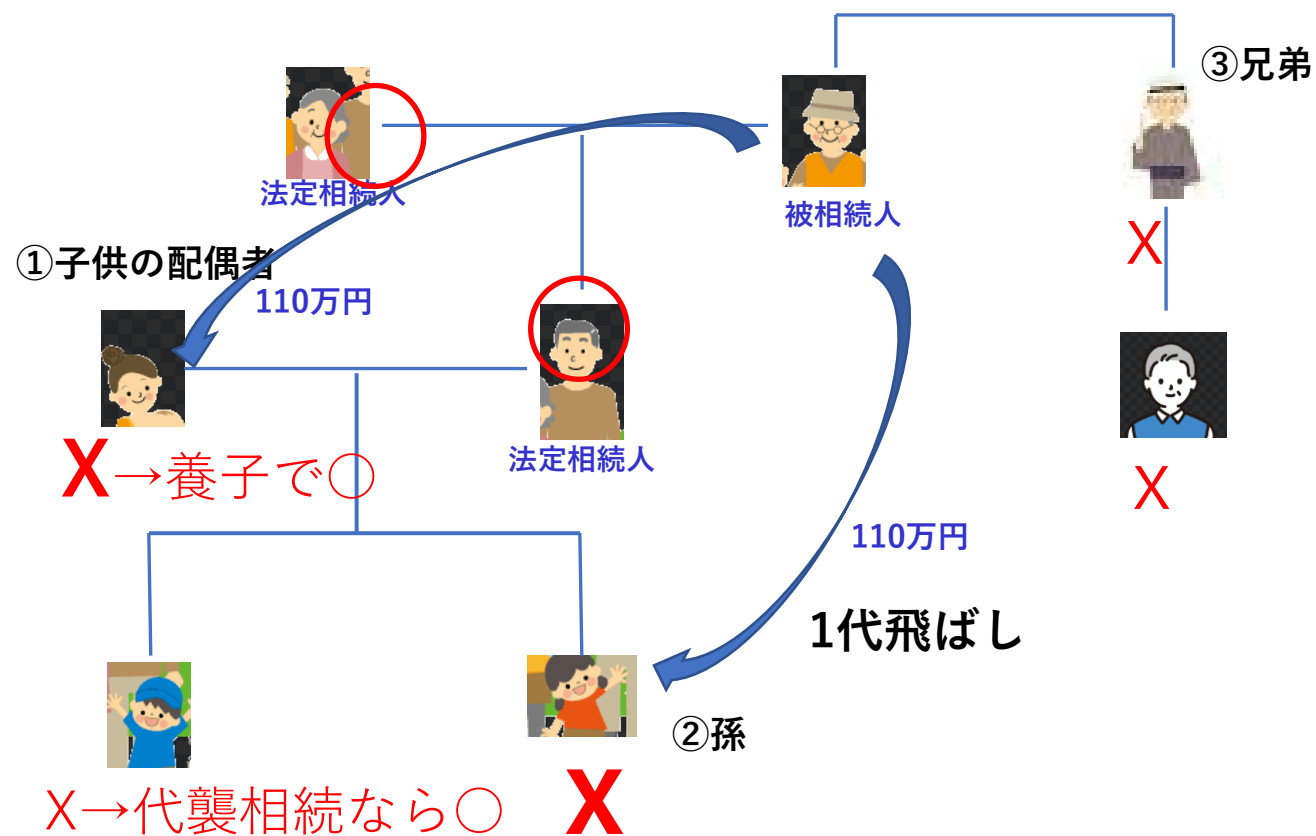 ③兄弟
法定相続人
被相続人
X
①子供の配偶者
110万円
X→養子で○
法定相続人
X
110万円
1代飛ばし
②孫
X→代襲相続なら○
X